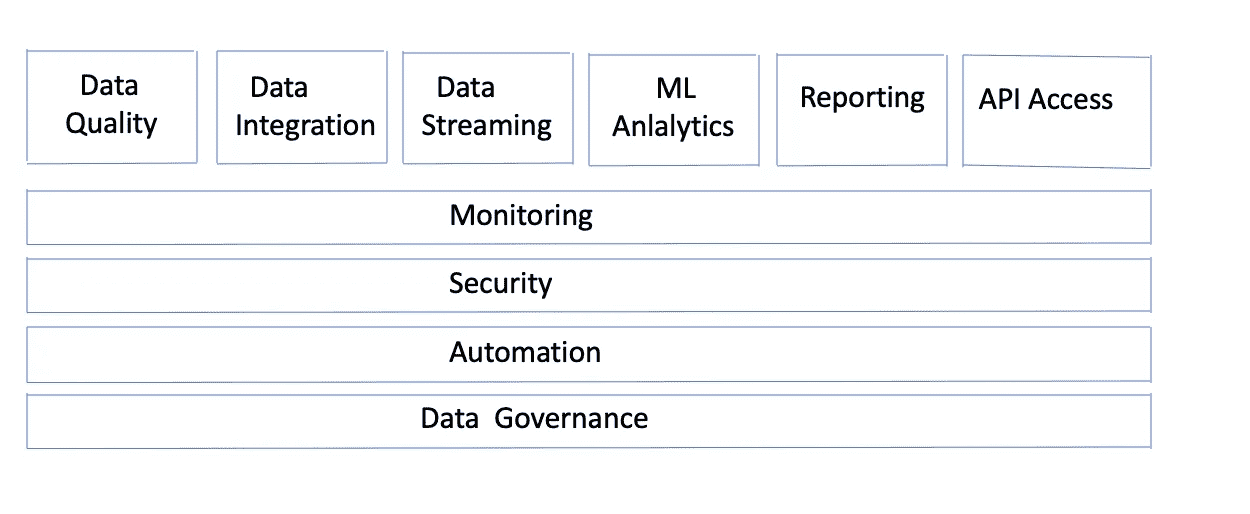 Data
Quality
Data
Integration
Data
Streaming
ML
Anlalytics
Reporting
API Access
Monitoring
Security
Automation
Data  Governance